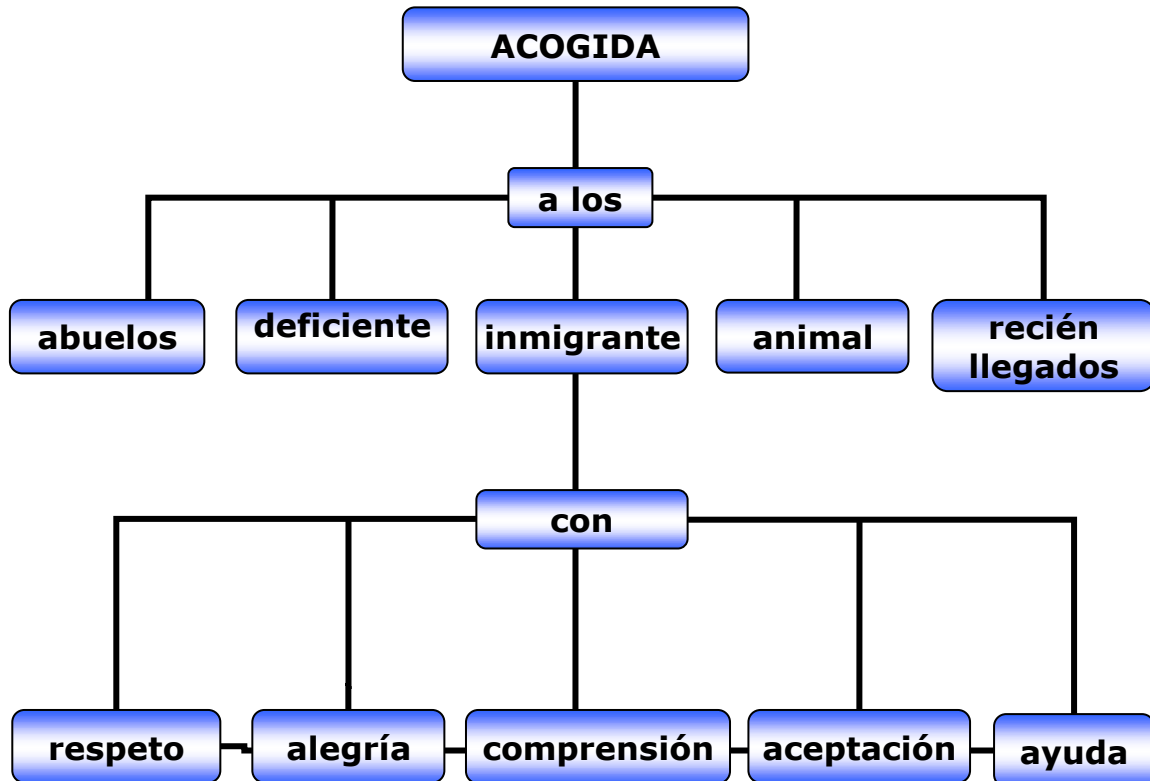 ACOGIDA
a los
abuelos
deficiente
inmigrante
animal
recién
llegados
con
respeto
alegría
comprensión
aceptación
ayuda